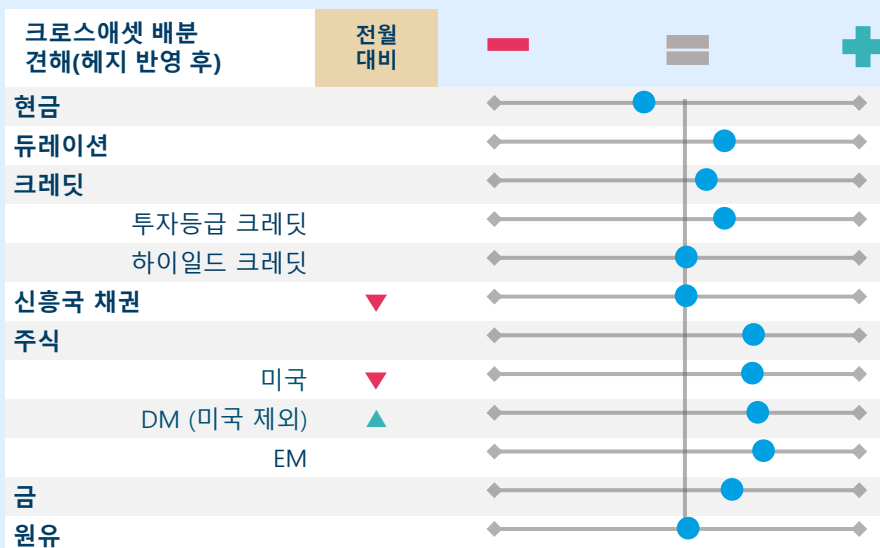 크로스애셋 배분
견해(헤지 반영 후)
전월
대비
현금
듀레이션
크레딧
투자등급 크레딧
하이일드 크레딧
신흥국 채권
주식
미국
DM (미국 제외)
EM
금
원유